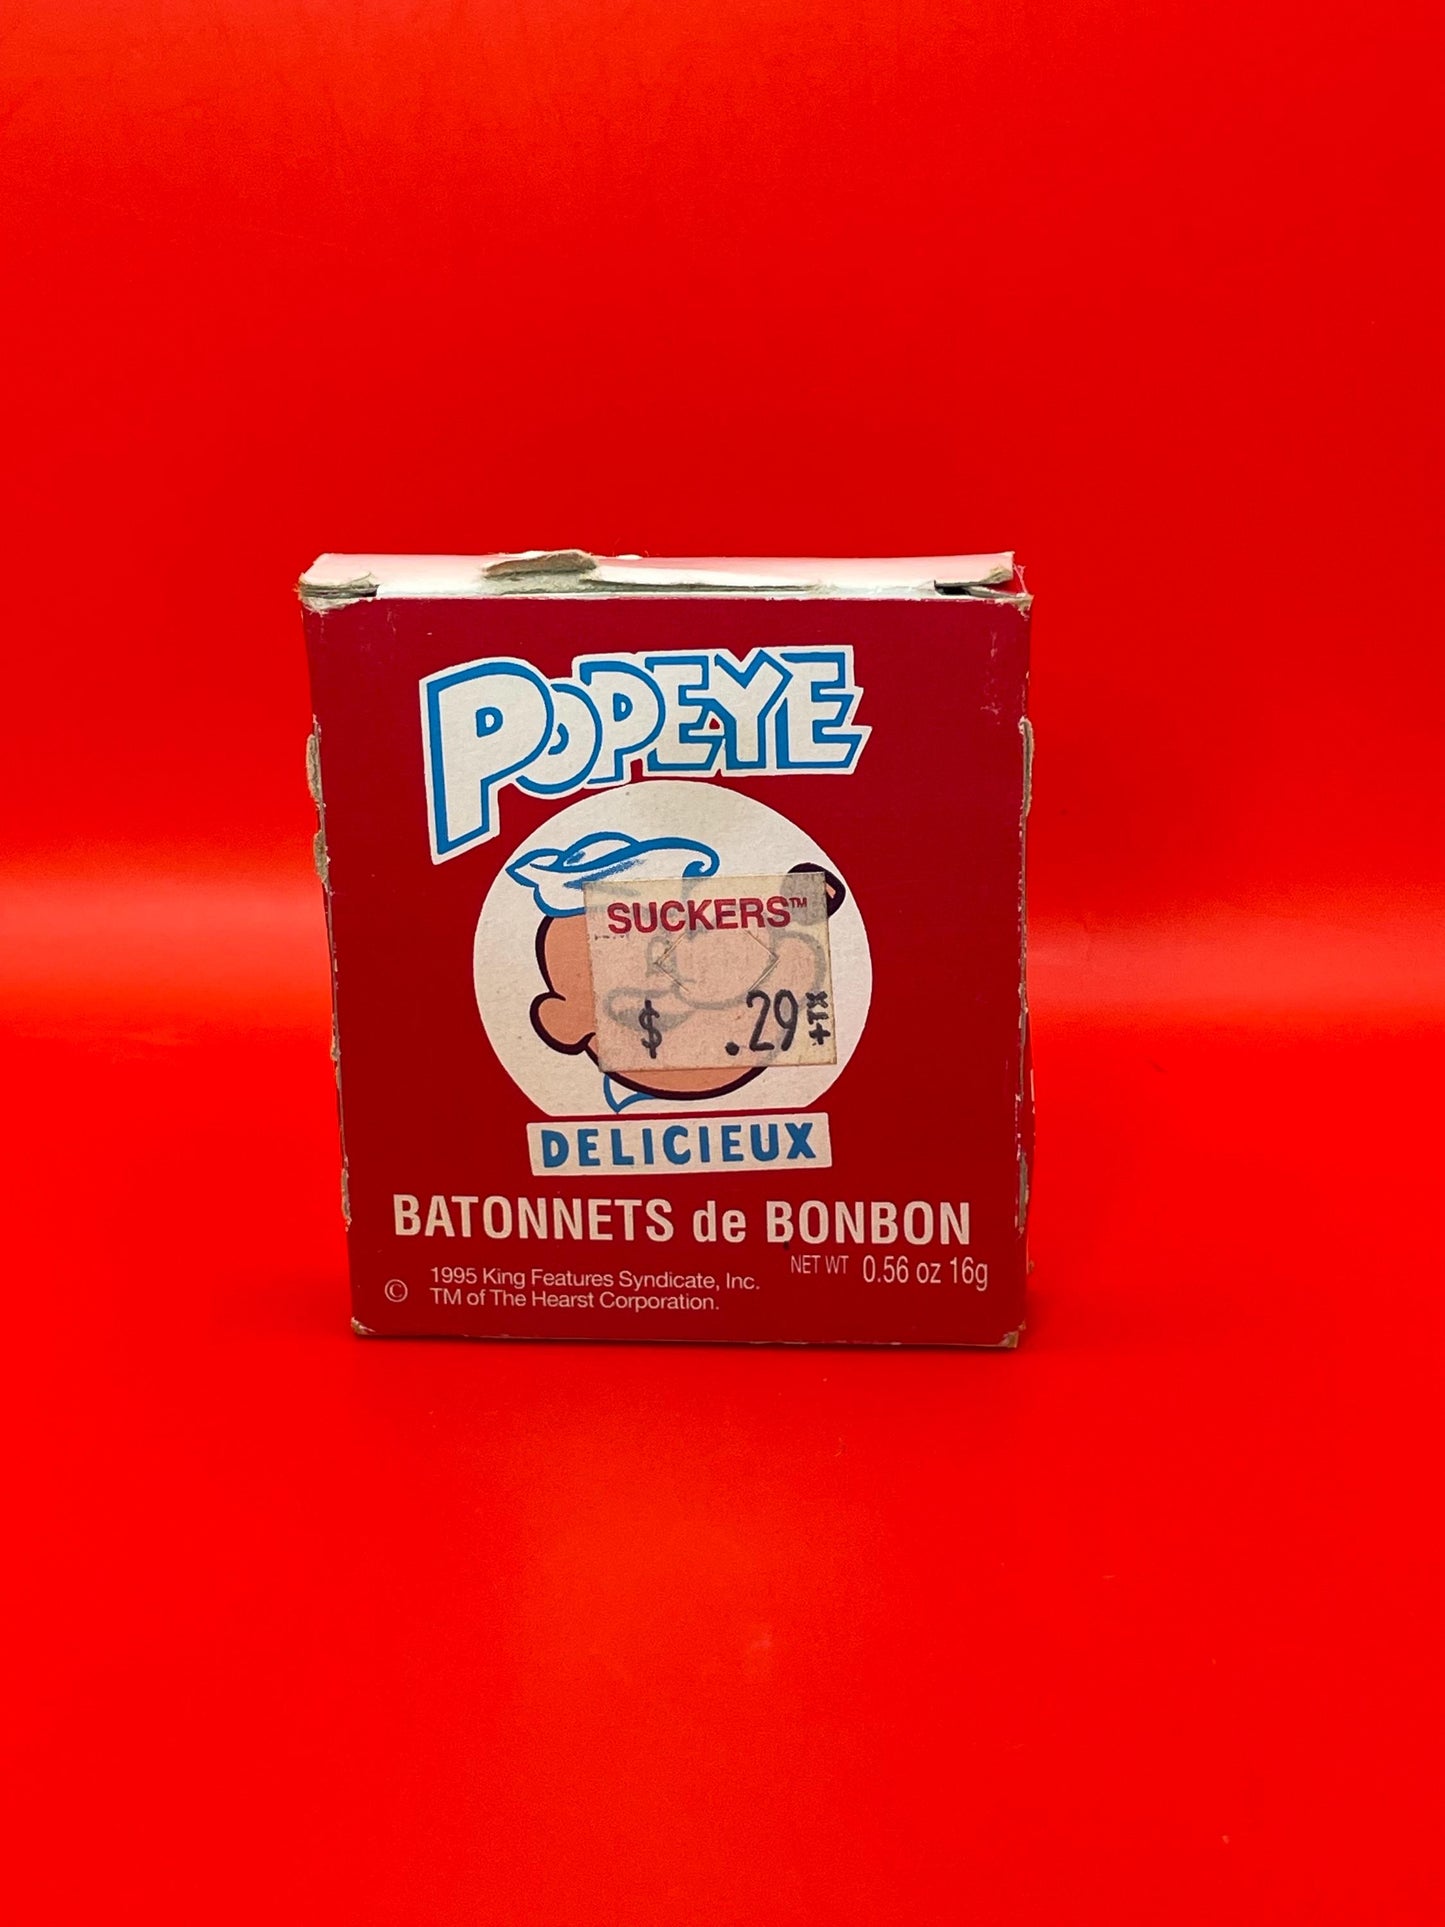 POPEYE
SUCKERS™
$ .29 +TX
DELICIEUX
BATONNETS de BONBON
NET WT 0.56 oz 16g
© 1995 King Features Syndicate, Inc.
TM of The Hearst Corporation.